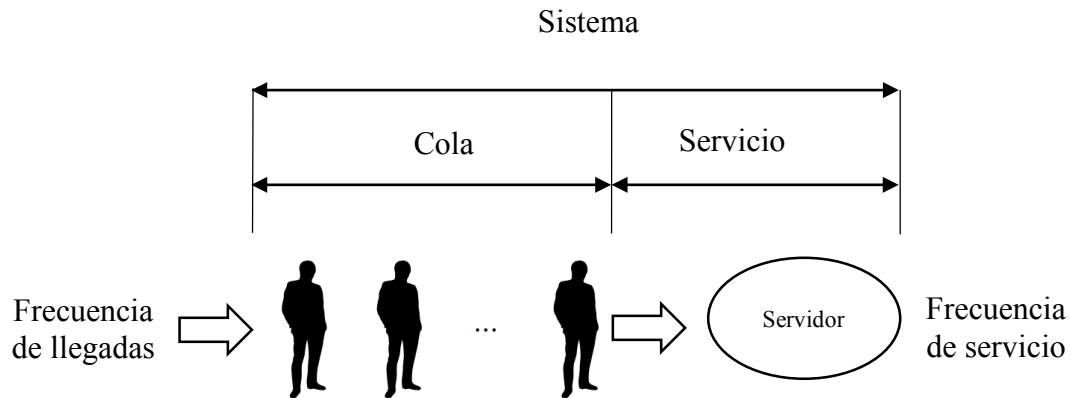 Sistema
Cola
Servicio
Frecuencia
de llegadas
...
Servidor
Frecuencia
de servicio